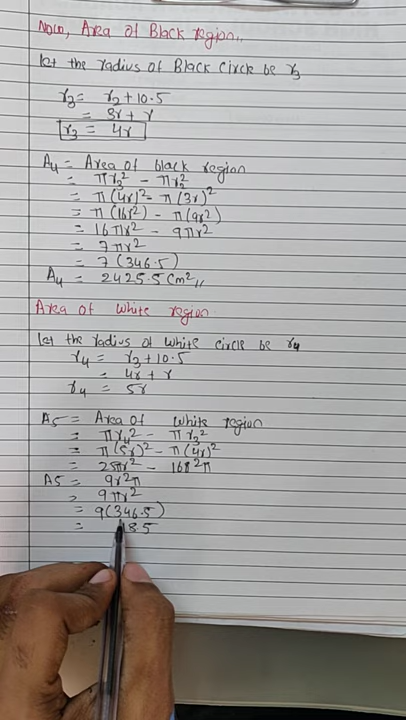 Now, Area of Black region,,
let the radius of Black Circle be r3
r3 = r2 + 10.5
= 3r + r
r3 = 4r
A4 = Area of black region
= πr3² - πr2²
= π(4r)² - π(3r)²
= π(16r²) - π(9r²)
= 16πr² - 9πr²
= 7πr²
= 7(346.5)
A4 = 2425.5 Cm²,,
Area of White region
let the radius of White circle be r4
r4 = r3 + 10.5
= 4r + r
r4 = 5r
A5 = Area of White region
= πr4² - πr3²
= π(5r)² - π(4r)²
= 25πr² - 16r²π
A5 = 9r²π
= 9πr²
= 9(346.5)
= 18.5